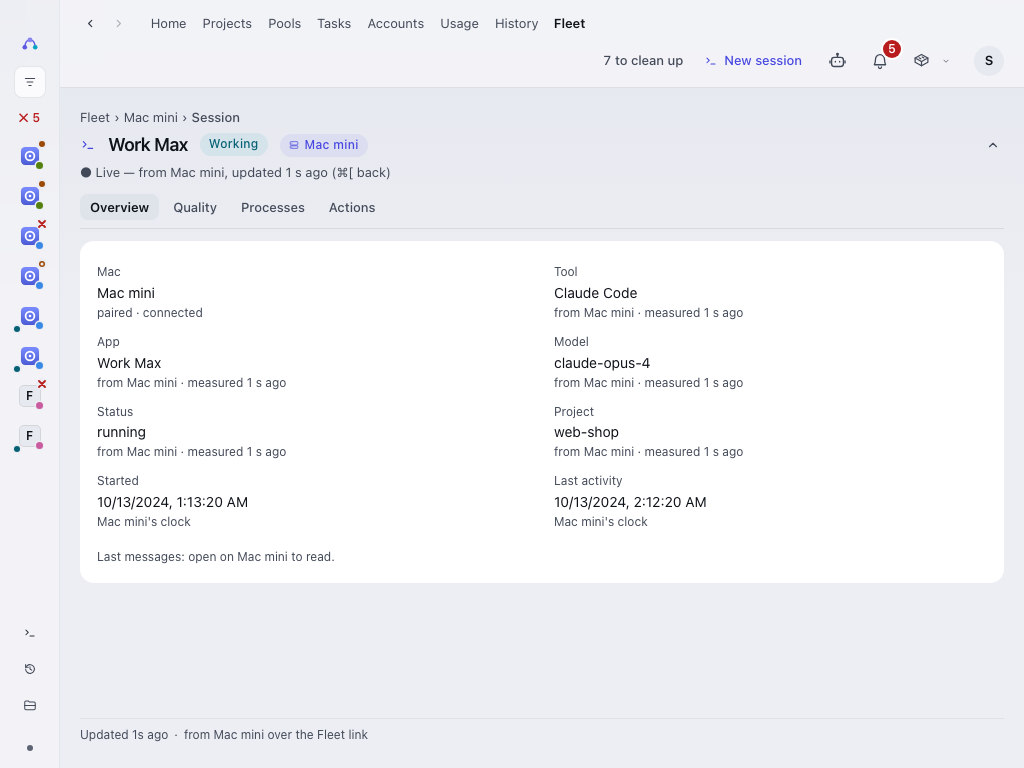 Home Projects Pools Tasks Accounts Usage History Fleet
7 to clean up >_ New session 5 S
5
Fleet › Mac mini › Session
>_ Work Max Working Mac mini
Live — from Mac mini, updated 1 s ago (⌘[ back)
Overview Quality Processes Actions
Mac
Mac mini
paired · connected
Tool
Claude Code
from Mac mini · measured 1 s ago
App
Work Max
from Mac mini · measured 1 s ago
Model
claude-opus-4
from Mac mini · measured 1 s ago
Status
running
from Mac mini · measured 1 s ago
Project
web-shop
from Mac mini · measured 1 s ago
Started
10/13/2024, 1:13:20 AM
Mac mini's clock
Last activity
10/13/2024, 2:12:20 AM
Mac mini's clock
Last messages: open on Mac mini to read.
F
F
Updated 1s ago · from Mac mini over the Fleet link